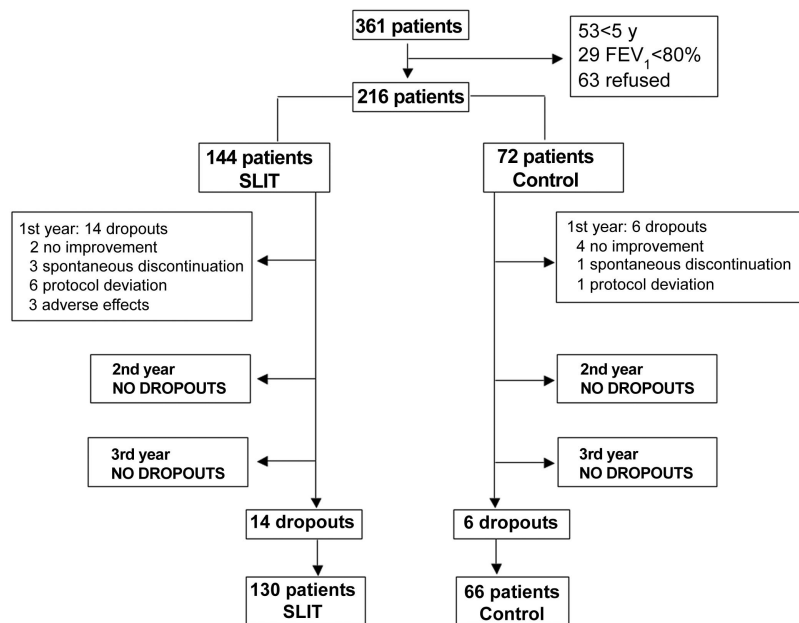 361 patients
53<5 y
29 FEV1<80%
63 refused
216 patients
144 patients
SLIT
72 patients
Control
1st year: 14 dropouts
2 no improvement
3 spontaneous discontinuation
6 protocol deviation
3 adverse effects
1st year: 6 dropouts
4 no improvement
1 spontaneous discontinuation
1 protocol deviation
2nd year
NO DROPOUTS
2nd year
NO DROPOUTS
3rd year
NO DROPOUTS
3rd year
NO DROPOUTS
14 dropouts
6 dropouts
130 patients
SLIT
66 patients
Control